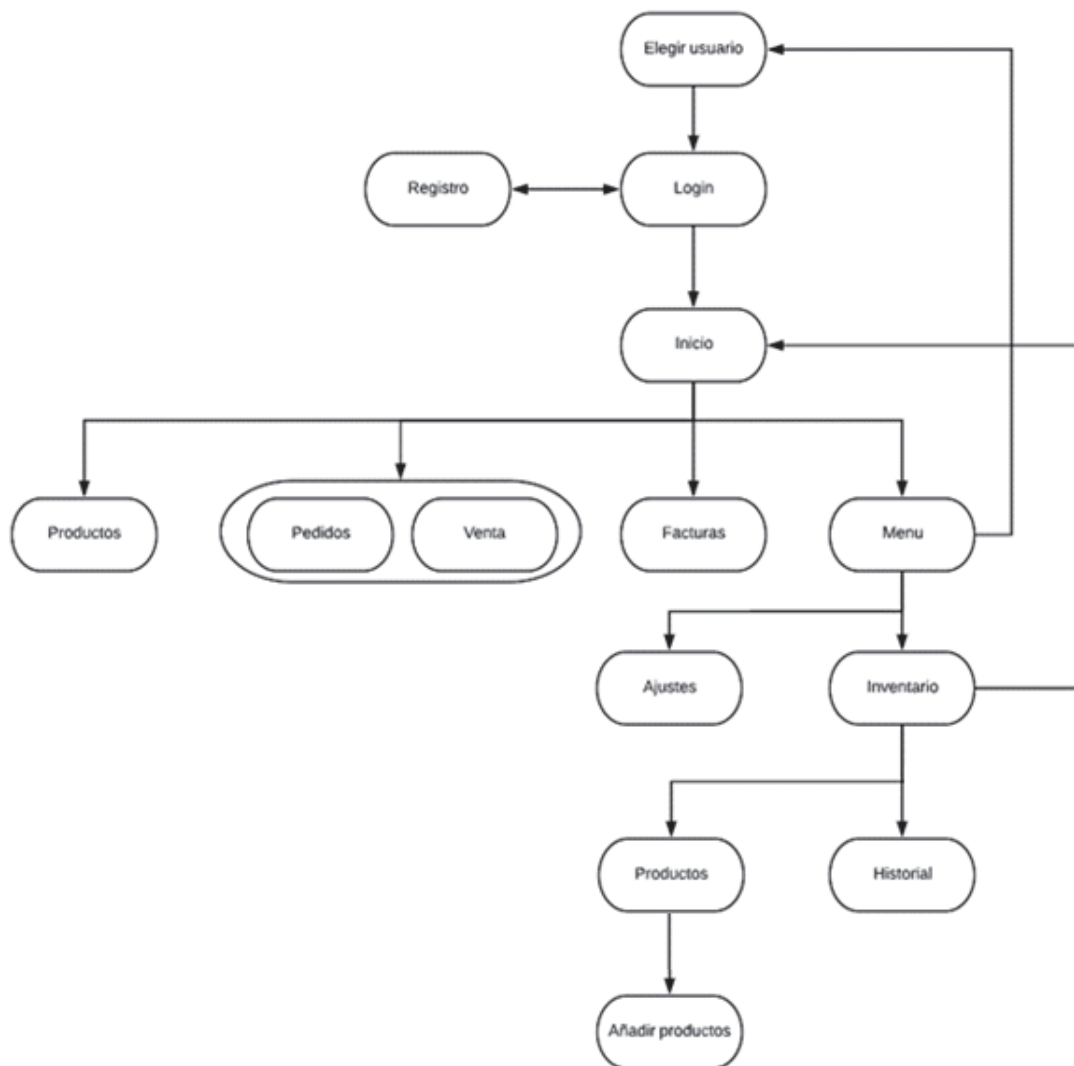 Elegir usuario
Registro
Login
Inicio
Productos
Pedidos
Venta
Facturas
Menu
Ajustes
Inventario
Productos
Historial
Añadir productos